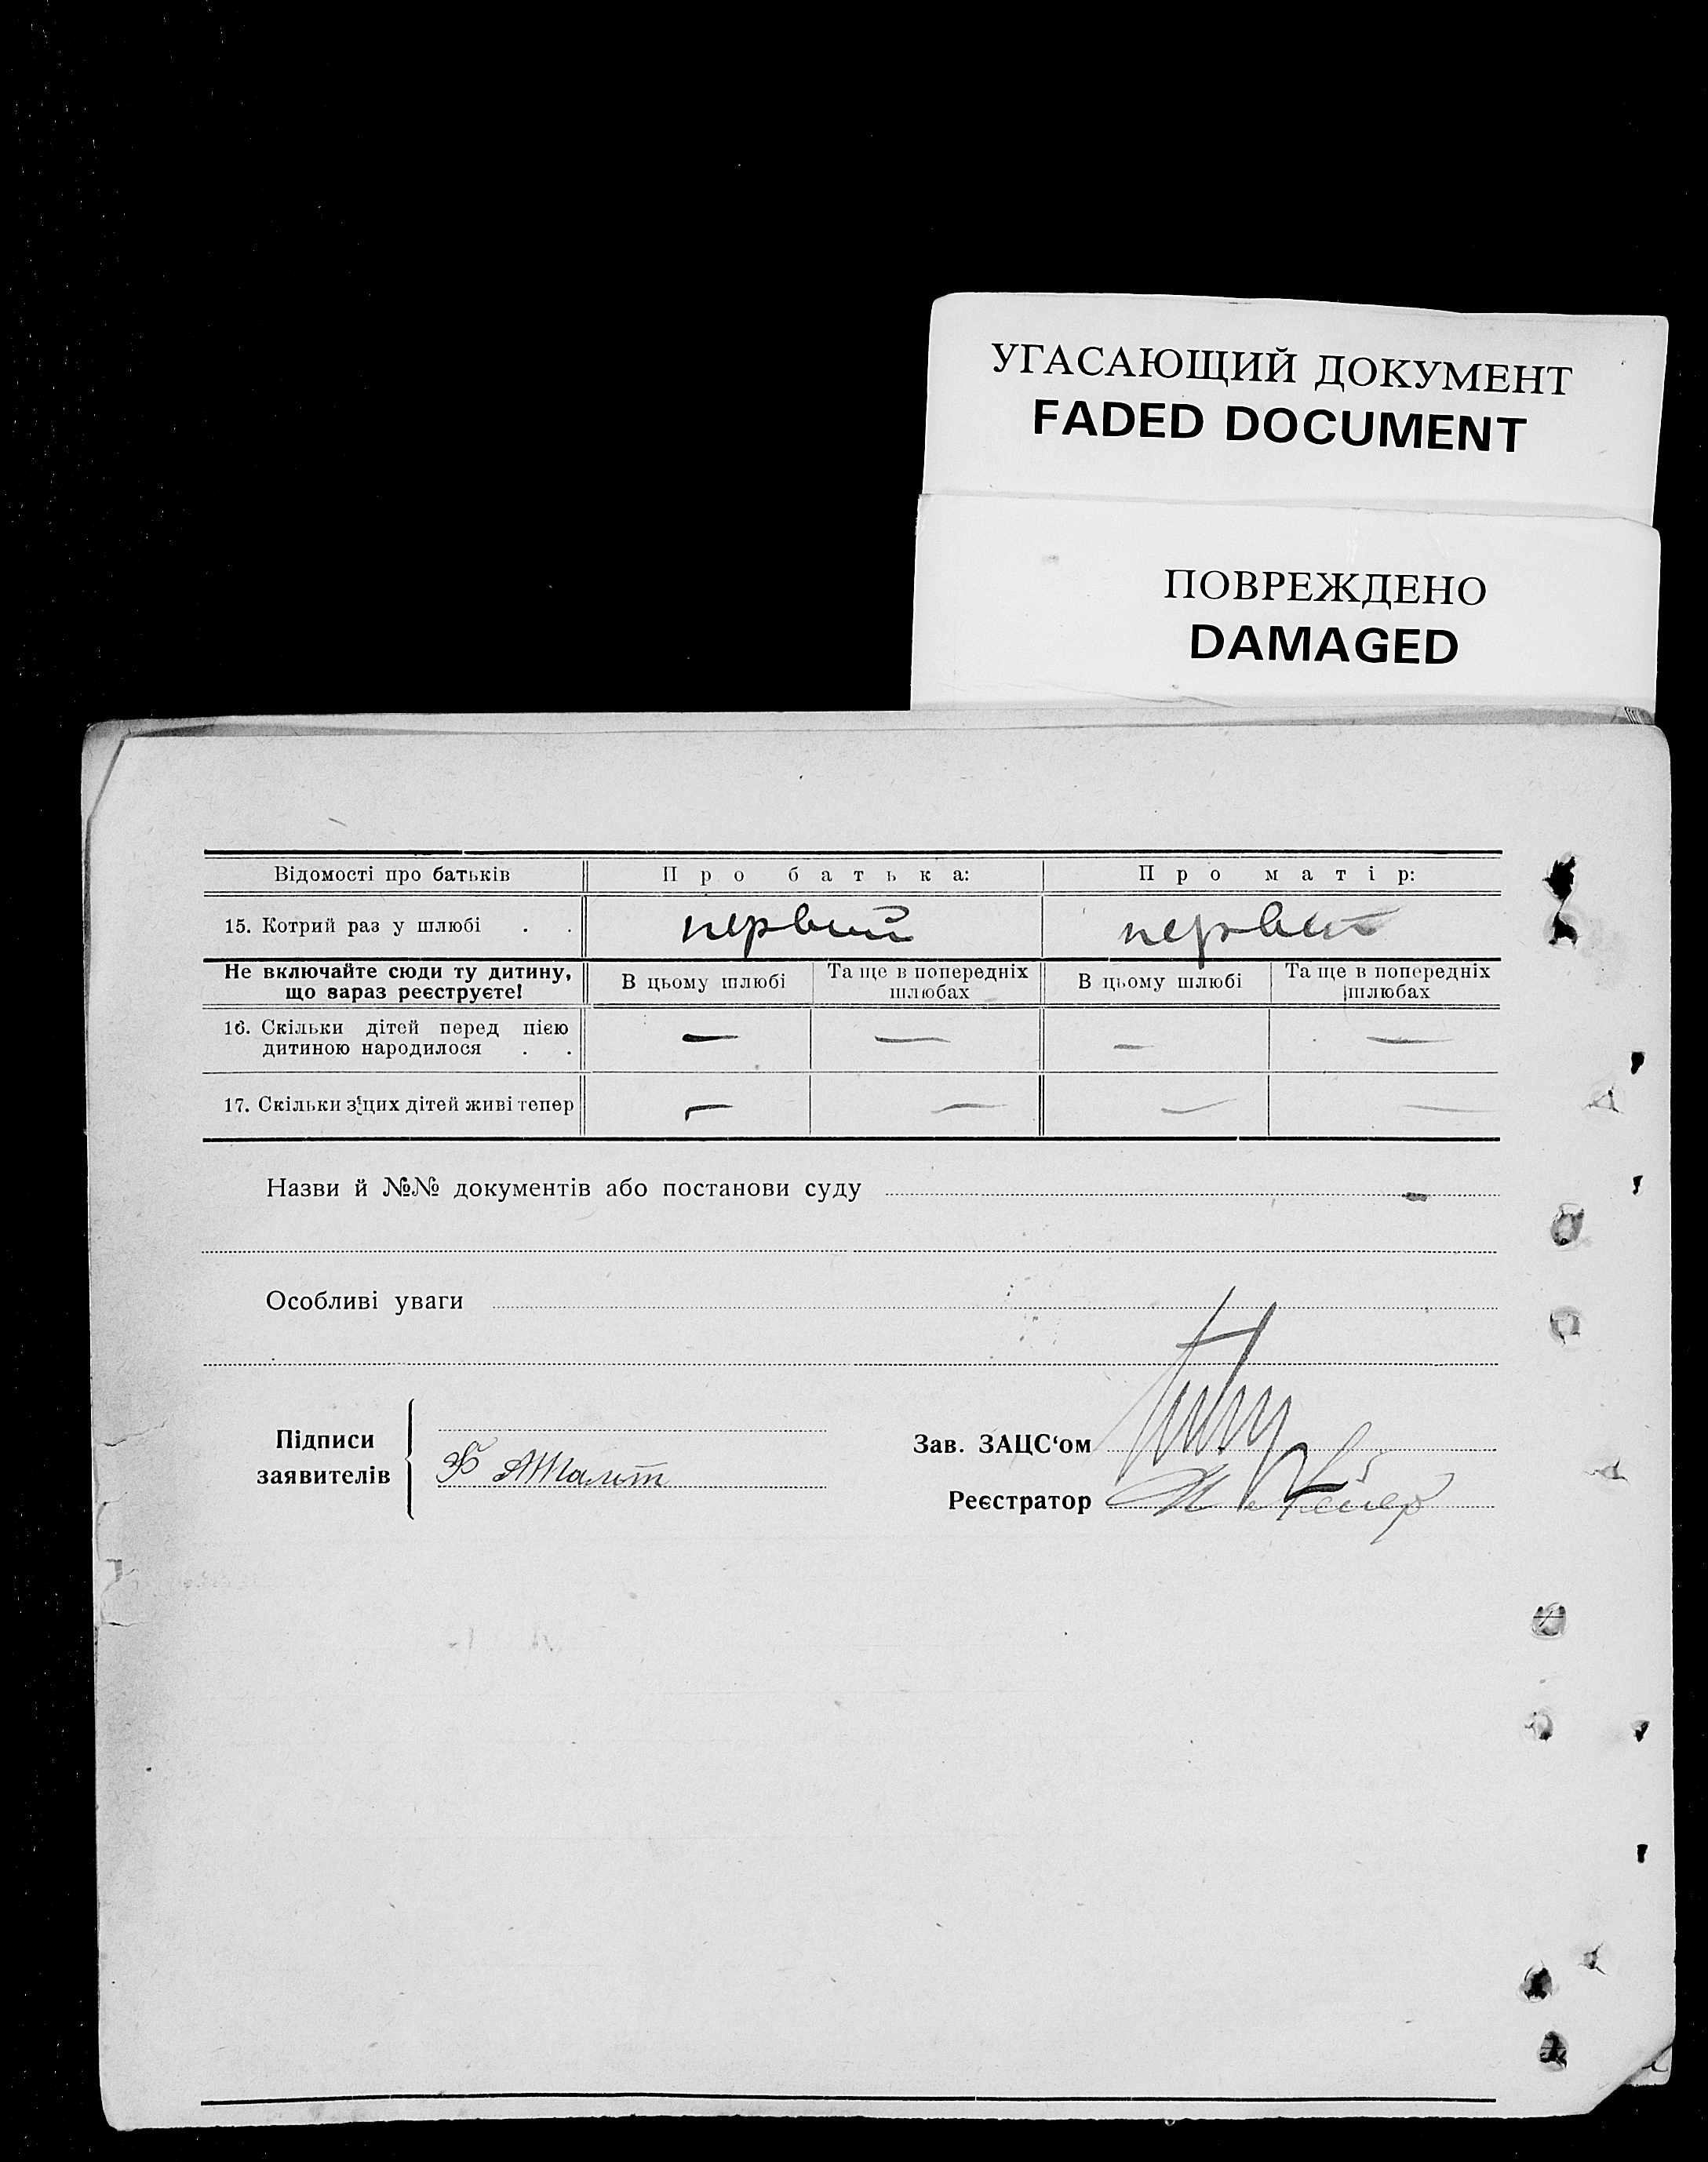 УГАСАЮЩИЙ ДОКУМЕНТ
FADED DOCUMENT
ПОВРЕЖДЕНО
DAMAGED
Відомості про батьків Про батька: Про матір:
15. Котрий раз у шлюбі . . первий первий
Не включайте сюди ту дитину, що зараз реєструєте! В цьому шлюбі Та ще в попередніх шлюбах В цьому шлюбі Та ще в попередніх шлюбах
16. Скільки дітей перед цією
дитиною народилося . . — — — —
17. Скільки з цих дітей живі тепер — — — —
Назви й №№ документів або постанови суду —
Особливі уваги
Підписи
заявителів
Ф
Зав. ЗАЦС‘ом
Реєстратор